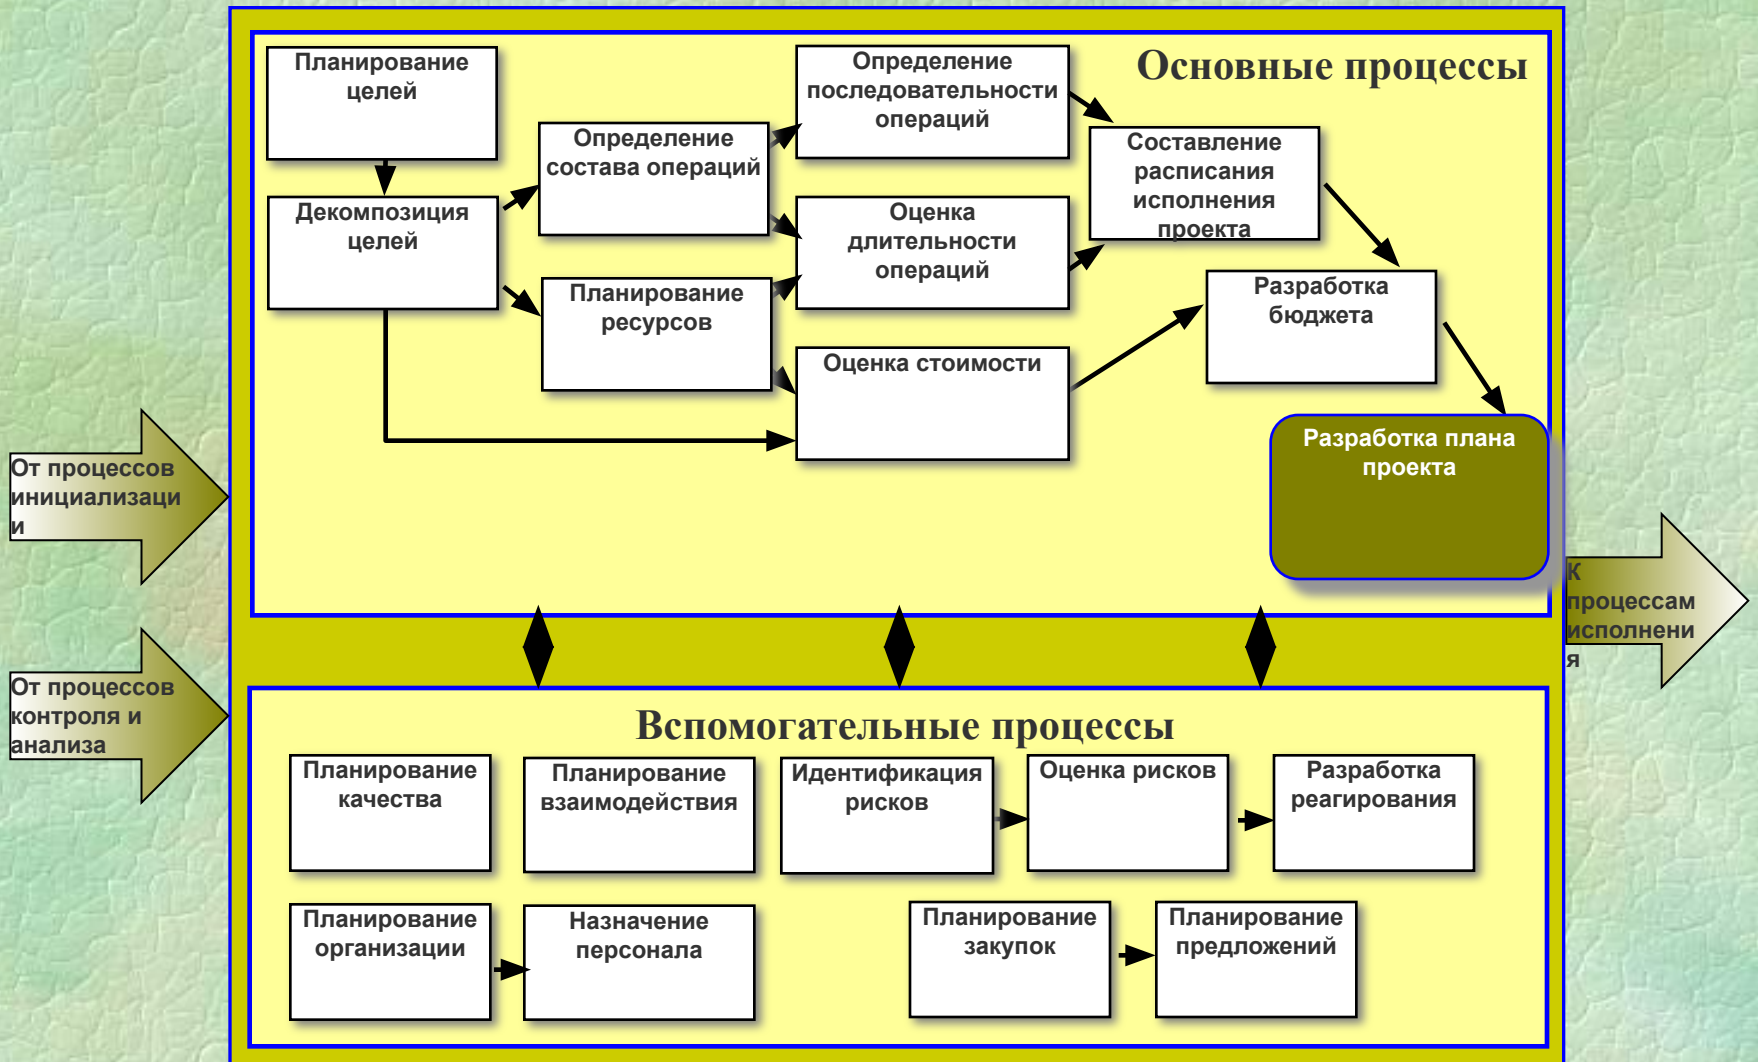 Основные процессы
Планирование
целей
Декомпозиция
целей
Определение
состава операций
Планирование
ресурсов
Определение
последовательности
операций
Оценка
длительности
операций
Оценка стоимости
Составление
расписания
исполнения
проекта
Разработка
бюджета
Разработка плана
проекта
От процессов
инициализаци
и
От процессов
контроля и
анализа
К
процессам
исполнени
я
Вспомогательные процессы
Планирование
качества
Планирование
взаимодействия
Идентификация
рисков
Оценка рисков
Разработка
реагирования
Планирование
организации
Назначение
персонала
Планирование
закупок
Планирование
предложений